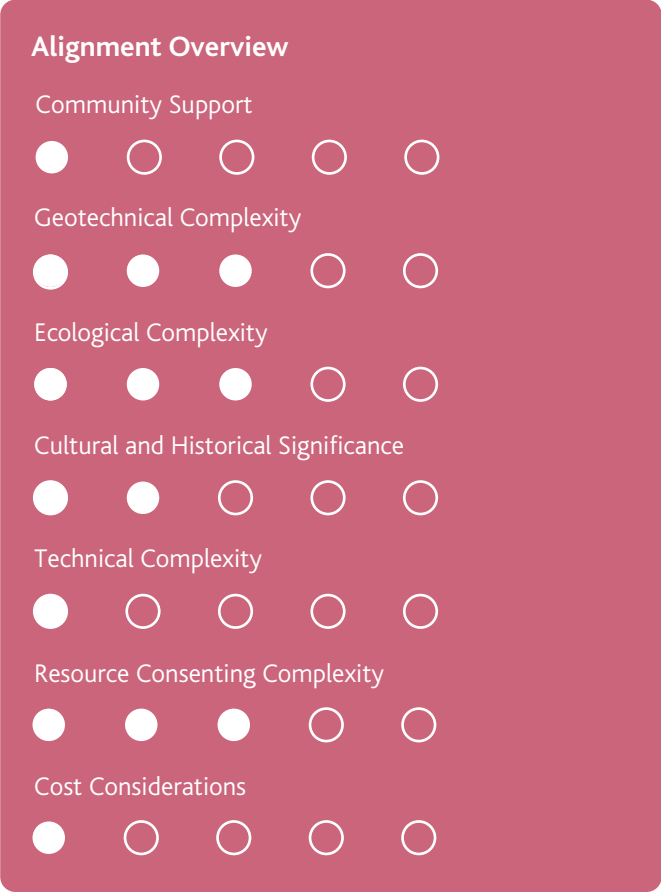 Alignment Overview
Community Support
Geotechnical Complexity
Ecological Complexity
Cultural and Historical Significance
Technical Complexity
Resource Consenting Complexity
Cost Considerations